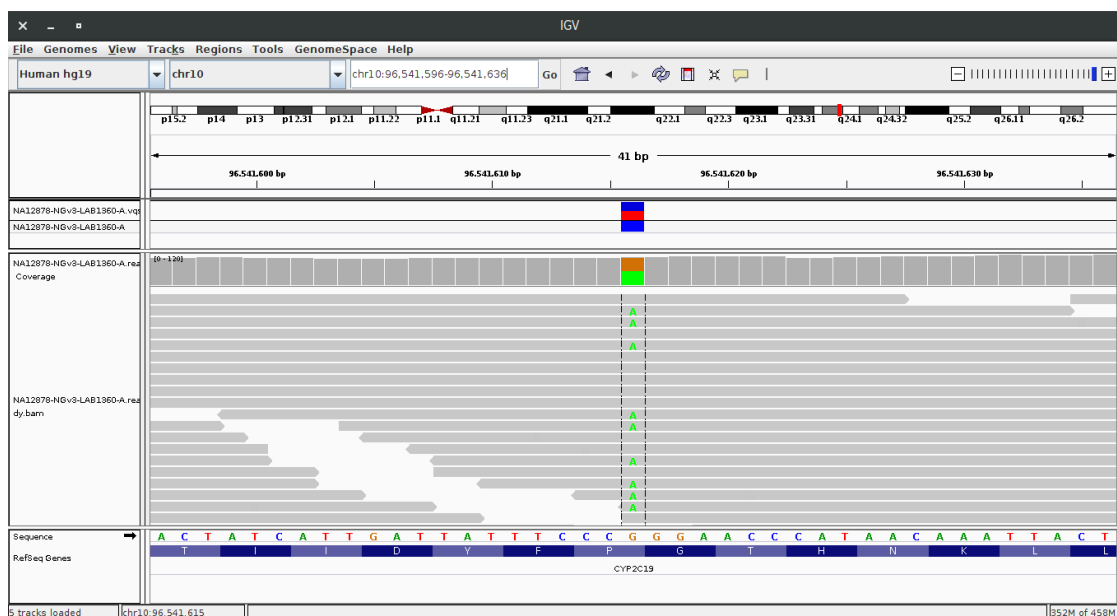 IGV
File Genomes View Tracks Regions Tools GenomeSpace Help
Human hg19 chr10 chr10:96,541,596-96,541,636 Go
p15.2 p14 p13 p12.31 p12.1 p11.22 p11.1 q11.21 q11.23 q21.1 q21.2 q22.1 q22.3 q23.1 q23.31 q24.1 q24.32 q25.2 q26.11 q26.2
41 bp
96.541.600 bp 96.541.610 bp 96.541.620 bp 96.541.630 bp
NA12878-NGv3-LAB1360-A.vqs
NA12878-NGv3-LAB1360-A
NA12878-NGv3-LAB1360-A.rea [0 - 120]
Coverage
A
A
A
NA12878-NGv3-LAB1360-A.rea
dy.bam
A
A
A
A
A
A
Sequence A C T A T C A T T G A T T A T T T C C C G G G A A C C C A T A A C A A A T T A C T
RefSeq Genes T I I D Y F P G T H N K L L
CYP2C19
5 tracks loaded chr10:96.541.615 352M of 458M